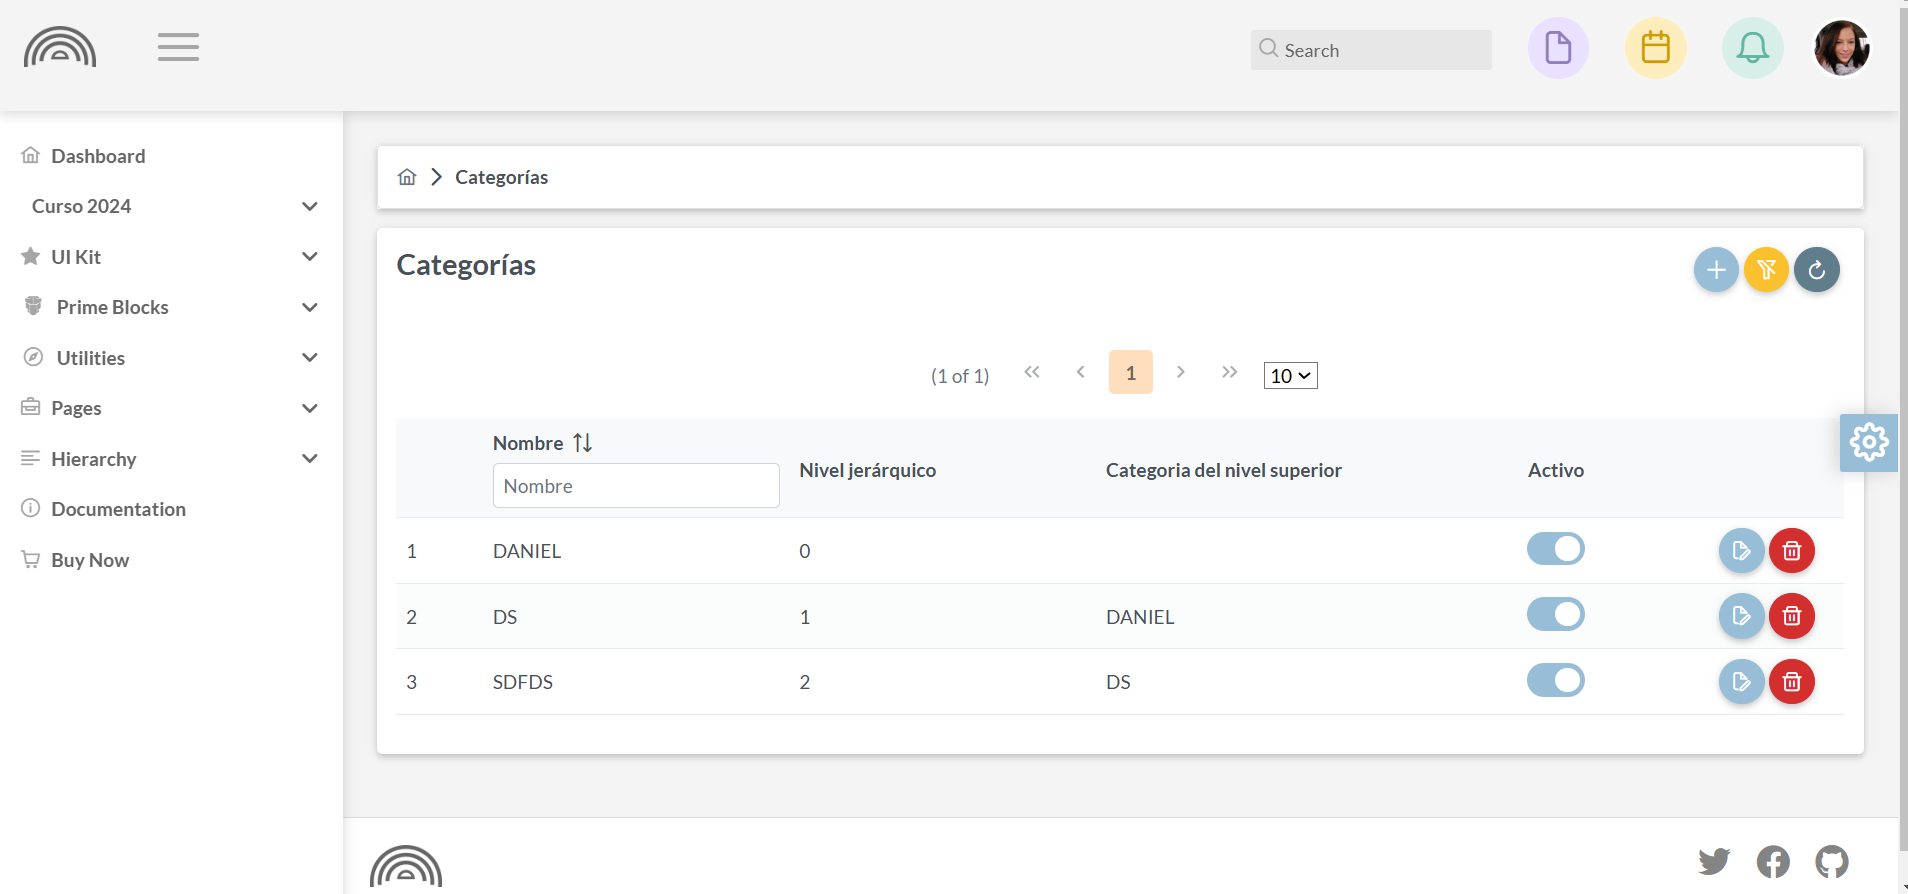 Search
Dashboard
Curso 2024
UI Kit
Prime Blocks
Utilities
Pages
Hierarchy
Documentation
Buy Now
Categorías
Categorías
(1 of 1) 1 10
Nombre
Nombre
Nivel jerárquico
Categoria del nivel superior
Activo
1 DANIEL 0
2 DS 1 DANIEL
3 SDFDS 2 DS